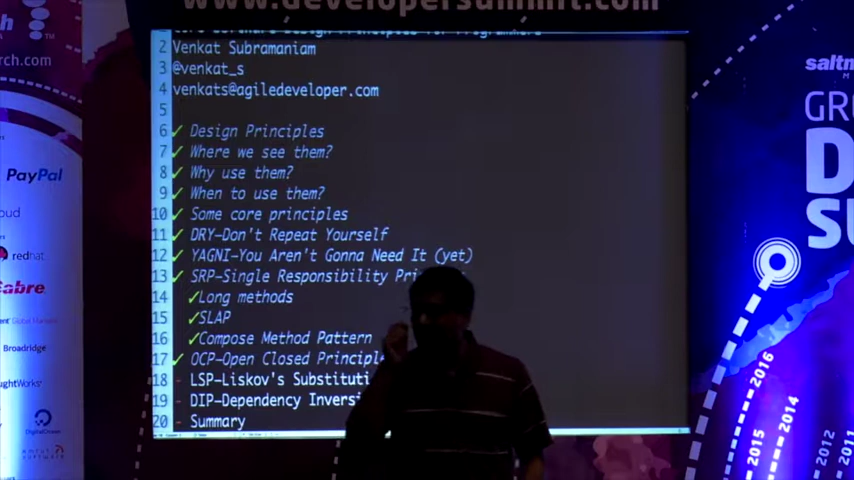 www.developersummit.com
2 Venkat Subramaniam
3 @venkat_s
4 venkats@agiledeveloper.com
5
6 ✓ Design Principles
7 ✓ Where we see them?
8 ✓ Why use them?
9 ✓ When to use them?
10 ✓ Some core principles
11 ✓ DRY-Don't Repeat Yourself
12 ✓ YAGNI-You Aren't Gonna Need It (yet)
13 ✓ SRP-Single Responsibility
14 ✓Long methods
15 ✓SLAP
16 ✓Compose Method Pattern
17 ✓ OCP-Open Closed
18 - LSP-Liskov's
19 - DIP-Dependency
20 - Summary
PayPal
redhat
Broadridge
DigitalOcean
2016
2015
2014
2012